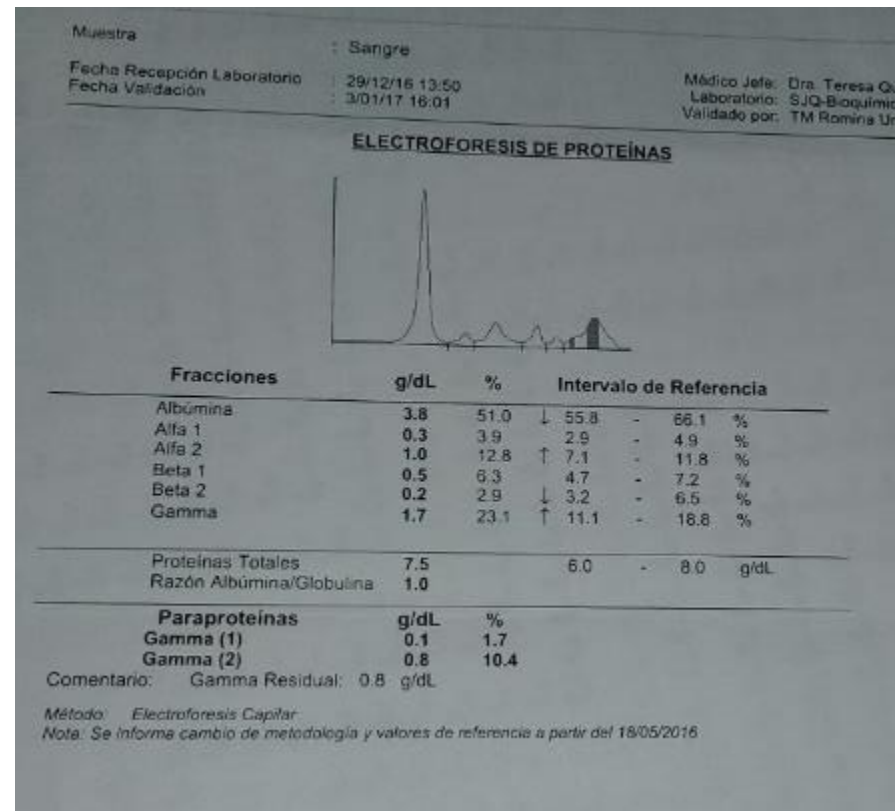 Muestra : Sangre
Fecha Recepción Laboratorio : 29/12/16 13:50
Fecha Validación : 3/01/17 16:01
Médico Jefe: Dra. Teresa
Laboratorio: SJQ-Bioquímic
Validado por: TM Romina
ELECTROFORESIS DE PROTEÍNAS
Fracciones g/dL % Intervalo de Referencia
Albúmina 3.8 51.0 ↓ 55.8 - 66.1 %
Alfa 1 0.3 3.9 2.9 - 4.9 %
Alfa 2 1.0 12.8 ↑ 7.1 - 11.8 %
Beta 1 0.5 6.3 4.7 - 7.2 %
Beta 2 0.2 2.9 ↓ 3.2 - 6.5 %
Gamma 1.7 23.1 ↑ 11.1 - 18.8 %
Proteínas Totales 7.5 6.0 - 8.0 g/dL
Razón Albúmina/Globulina 1.0
Paraproteínas g/dL %
Gamma (1) 0.1 1.7
Gamma (2) 0.8 10.4
Comentario: Gamma Residual: 0.8 g/dL
Método: Electroforesis Capilar
Nota: Se informa cambio de metodología y valores de referencia a partir del 18/05/2016